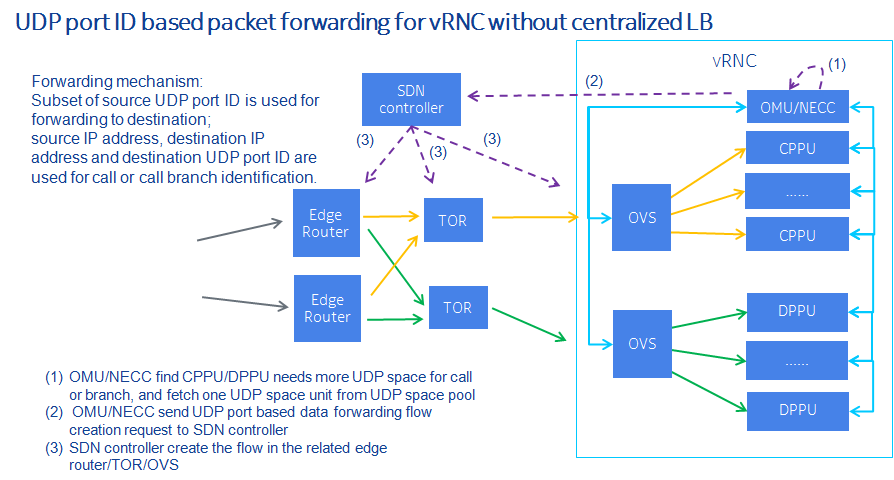 UDP port ID based packet forwarding for vRNC without centralized LB
Forwarding mechanism:
Subset of source UDP port ID is used for
forwarding to destination;
source IP address, destination IP
address and destination UDP port ID are
used for call or call branch identification.
SDN
controller
(2)
vRNC
(1)
OMU/NECC
(3)
(3)
(3)
CPPU
......
CPPU
OVS
Edge
Router
TOR
Edge
Router
TOR
OVS
DPPU
......
DPPU
(1) OMU/NECC find CPPU/DPPU needs more UDP space for call
or branch, and fetch one UDP space unit from UDP space pool
(2) OMU/NECC send UDP port based data forwarding flow
creation request to SDN controller
(3) SDN controller create the flow in the related edge
router/TOR/OVS